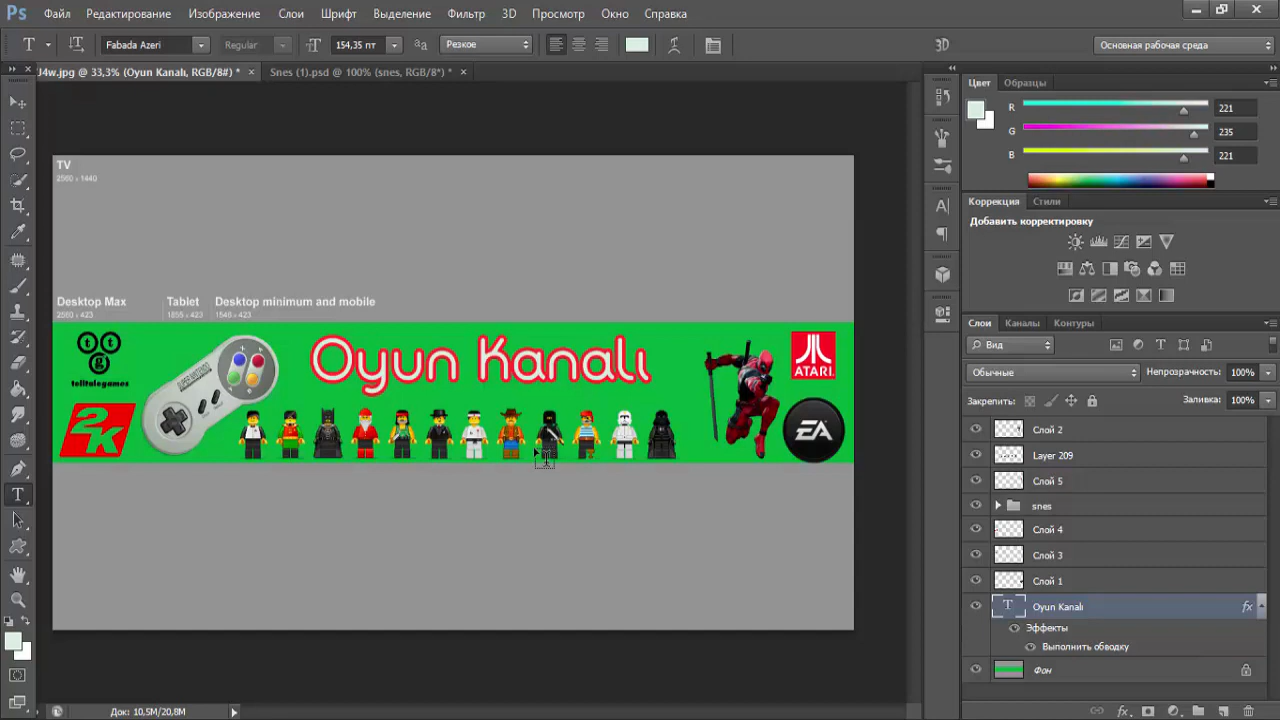 Ps Файл Редактирование Изображение Слои Шрифт Выделение Фильтр 3D Просмотр Окно Справка
Fabada Azeri Regular 154,35 пт Резкое 3D Основная рабочая среда
J4w.jpg @ 33,3% (Oyun Kanalı, RGB/8#) * × Snes (1).psd @ 100% (snes, RGB/8*) * ×
Цвет Образцы
R 221
G 235
B 221
Коррекция Стили
Добавить корректировку
TV
2560 x 1440
Desktop Max Tablet Desktop minimum and mobile
2560 x 423 1855 x 423 1546 x 423
Oyun Kanalı
t t g
telltalegames
SUPER NINTENDO
ATARI
2K
EA
Слои Каналы Контуры
Вид
Обычные Непрозрачность: 100%
Закрепить: Заливка: 100%
Слой 2
Layer 209
Слой 5
snes
Слой 4
Слой 3
Слой 1
Oyun Kanalı fx
Эффекты
Выполнить обводку
Фон
Док: 10,5M/20,8M